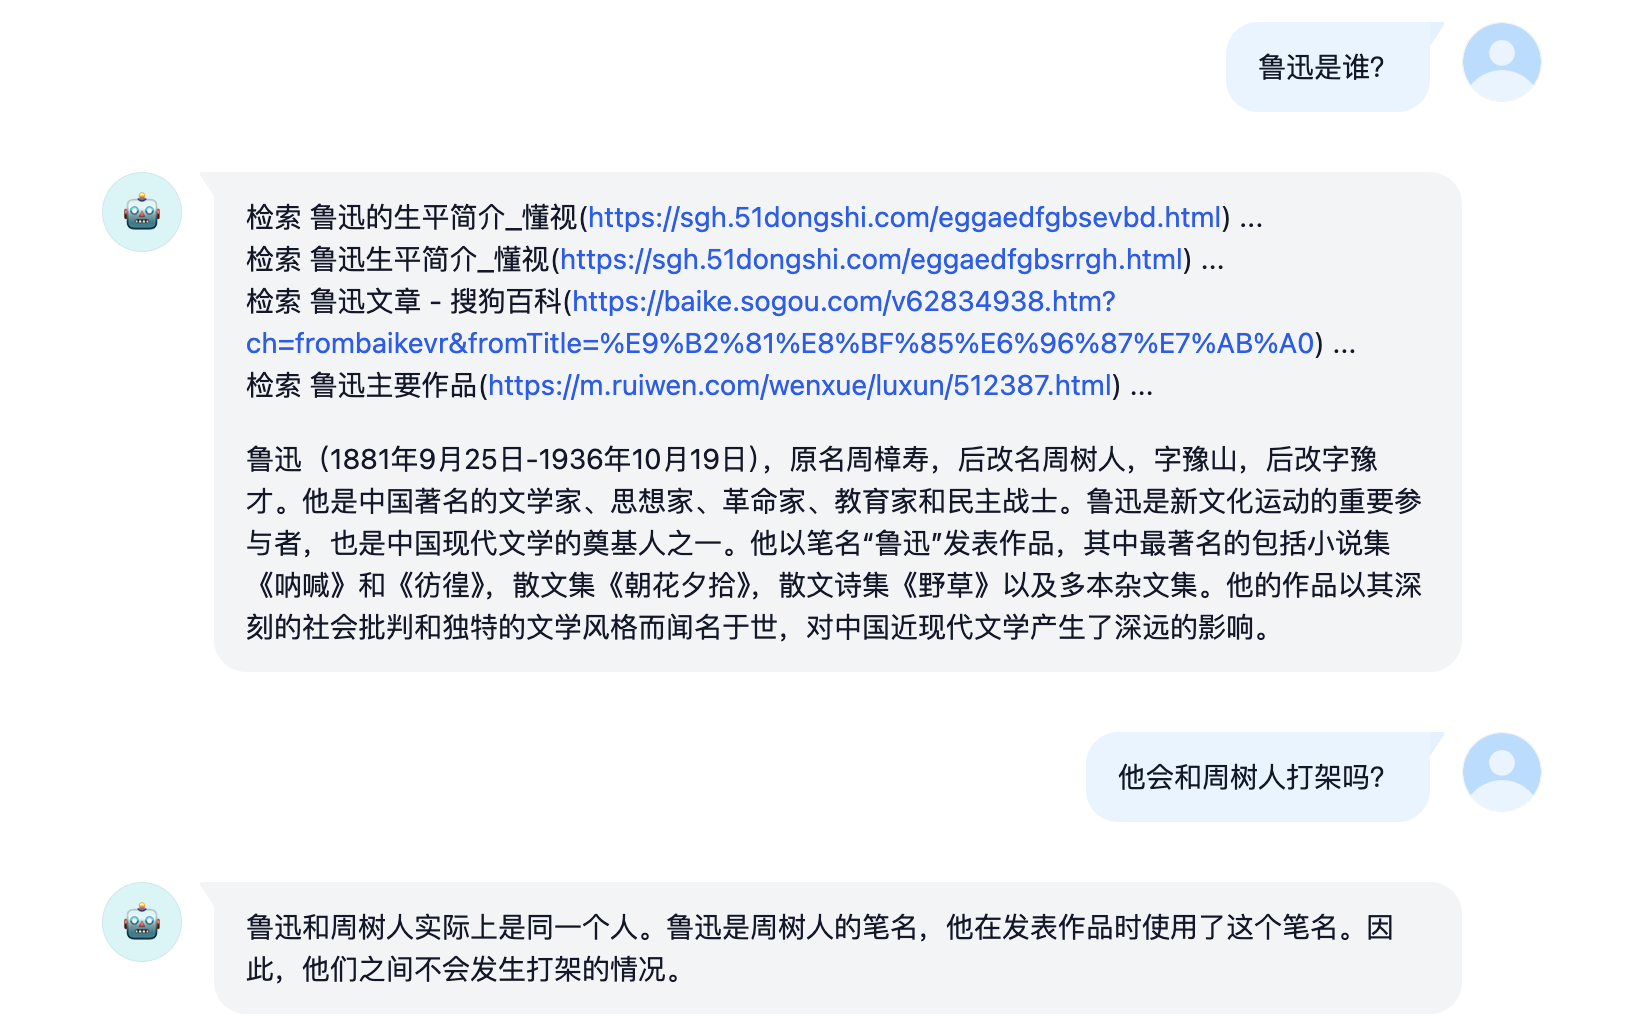 鲁迅是谁?
检索 鲁迅的生平简介_懂视(https://sgh.51dongshi.com/eggaedfgbsevbd.html) ...
检索 鲁迅生平简介_懂视(https://sgh.51dongshi.com/eggaedfgbsrrgh.html) ...
检索 鲁迅文章 - 搜狗百科(https://baike.sogou.com/v62834938.htm?
ch=frombaikevr&fromTitle=%E9%B2%81%E8%BF%85%E6%96%87%E7%AB%A0) ...
检索 鲁迅主要作品(https://m.ruiwen.com/wenxue/luxun/512387.html) ...
鲁迅（1881年9月25日-1936年10月19日），原名周樟寿，后改名周树人，字豫山，后改字豫
才。他是中国著名的文学家、思想家、革命家、教育家和民主战士。鲁迅是新文化运动的重要参
与者，也是中国现代文学的奠基人之一。他以笔名“鲁迅”发表作品，其中最著名的包括小说集
《呐喊》和《彷徨》，散文集《朝花夕拾》，散文诗集《野草》以及多本杂文集。他的作品以其深
刻的社会批判和独特的文学风格而闻名于世，对中国近现代文学产生了深远的影响。
他会和周树人打架吗?
鲁迅和周树人实际上是同一个人。鲁迅是周树人的笔名，他在发表作品时使用了这个笔名。因
此，他们之间不会发生打架的情况。